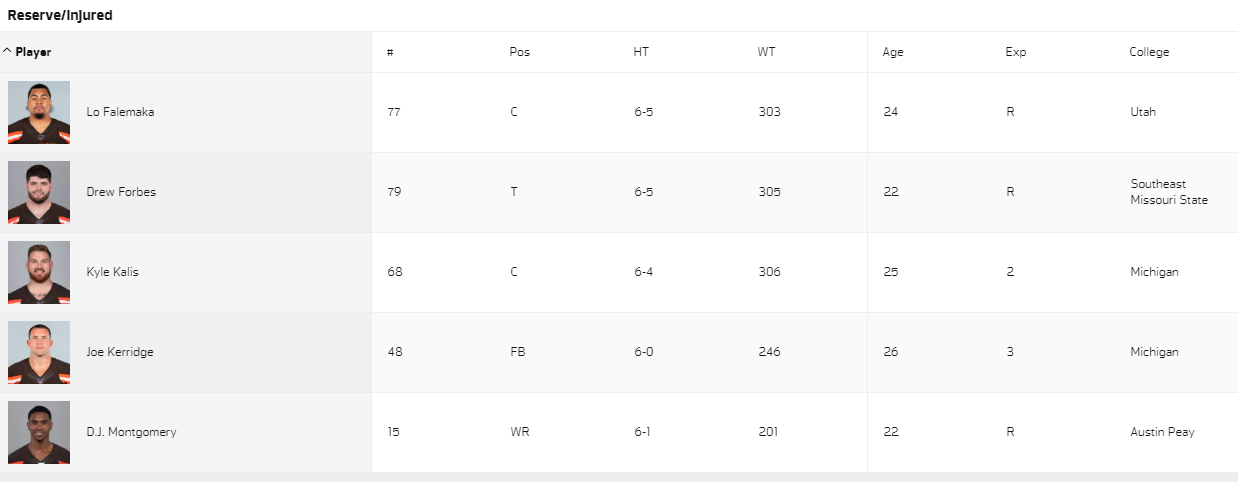 Reserve/Injured
Player # Pos HT WT Age Exp College
Lo Falemaka 77 C 6-5 303 24 R Utah
Drew Forbes 79 T 6-5 305 22 R Southeast
Missouri State
Kyle Kalis 68 C 6-4 306 25 2 Michigan
Joe Kerridge 48 FB 6-0 246 26 3 Michigan
D.J. Montgomery 15 WR 6-1 201 22 R Austin Peay